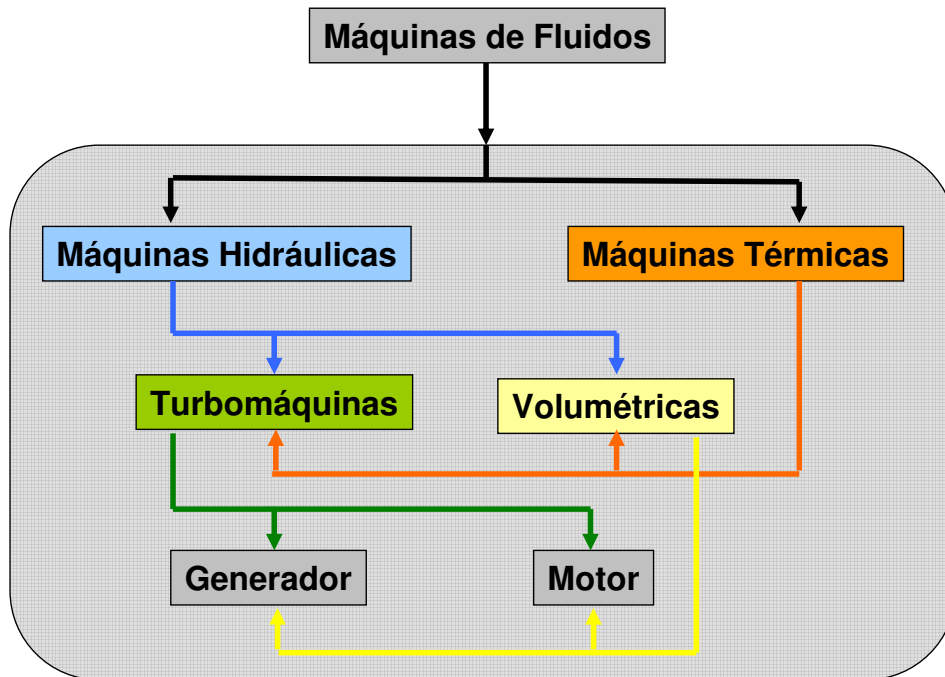 Máquinas de Fluidos
Máquinas Hidráulicas
Máquinas Térmicas
Turbomáquinas
Volumétricas
Generador
Motor